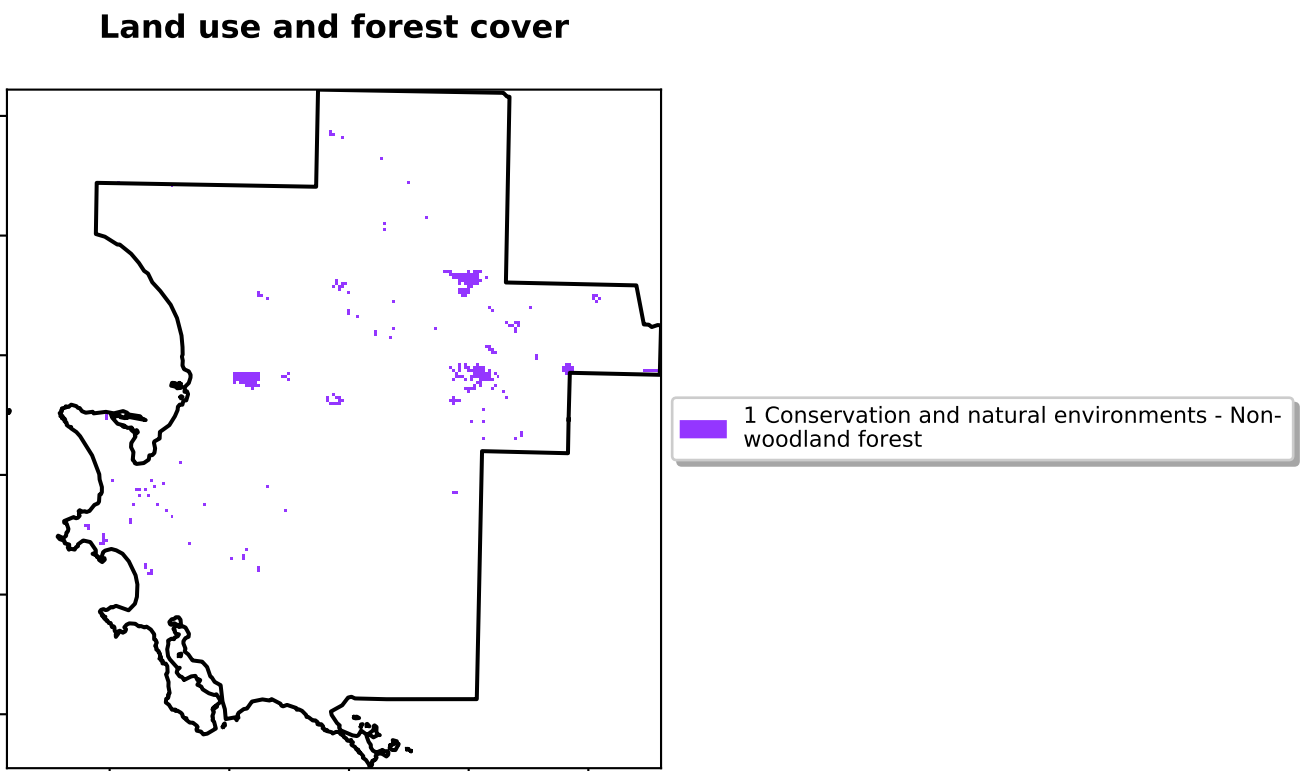 Land use and forest cover
1 Conservation and natural environments - Non-
woodland forest